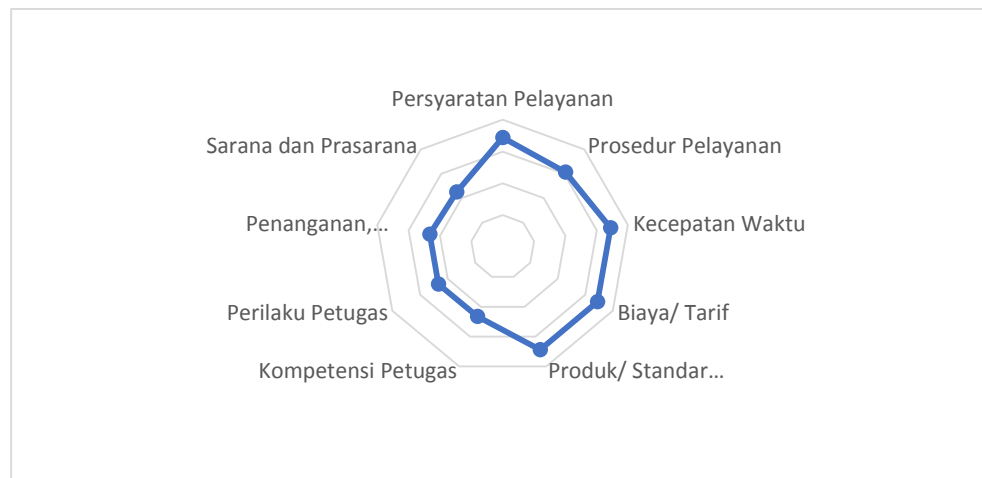 Persyaratan Pelayanan
Prosedur Pelayanan
Kecepatan Waktu
Biaya/ Tarif
Produk/ Standar...
Kompetensi Petugas
Perilaku Petugas
Penanganan,...
Sarana dan Prasarana